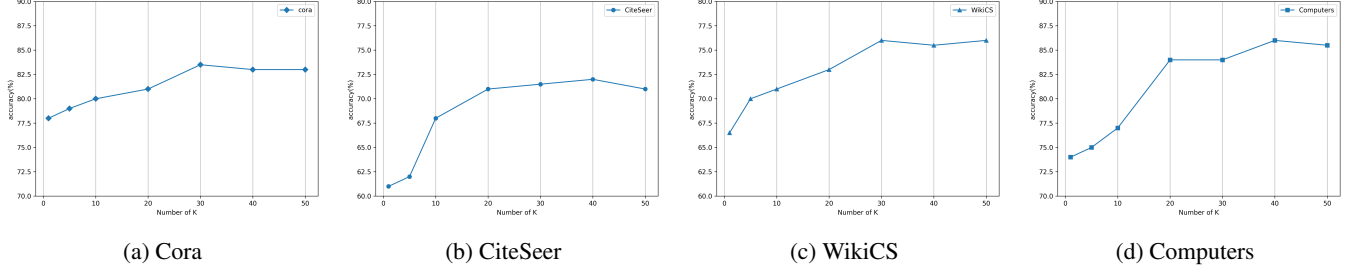 90.0
87.5
85.0
82.5
80.0
77.5
75.0
72.5
70.0
accuracy(%)
0 10 20 30 40 50
Number of K
cora
(a) Cora
80.0
77.5
75.0
72.5
70.0
67.5
65.0
62.5
60.0
accuracy(%)
0 10 20 30 40 50
Number of K
CiteSeer
(b) CiteSeer
80.0
77.5
75.0
72.5
70.0
67.5
65.0
62.5
60.0
accuracy(%)
0 10 20 30 40 50
Number of K
WikiCS
(c) WikiCS
90.0
87.5
85.0
82.5
80.0
77.5
75.0
72.5
70.0
accuracy(%)
0 10 20 30 40 50
Number of K
Computers
(d) Computers